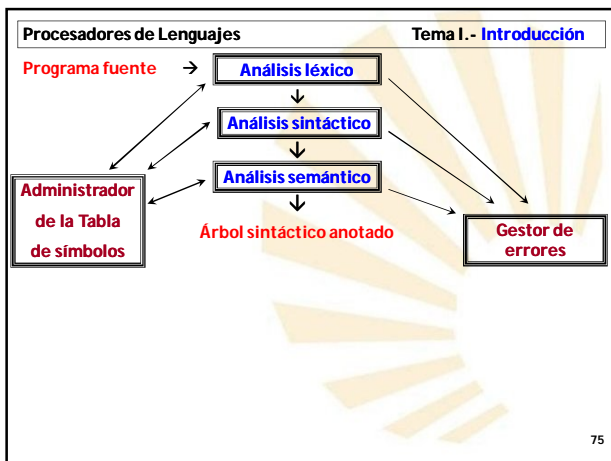 Procesadores de Lenguajes Tema I.- Introducción
Programa fuente → Análisis léxico
Análisis sintáctico
Análisis semántico
Administrador
de la Tabla
de símbolos
Árbol sintáctico anotado
Gestor de
errores
75